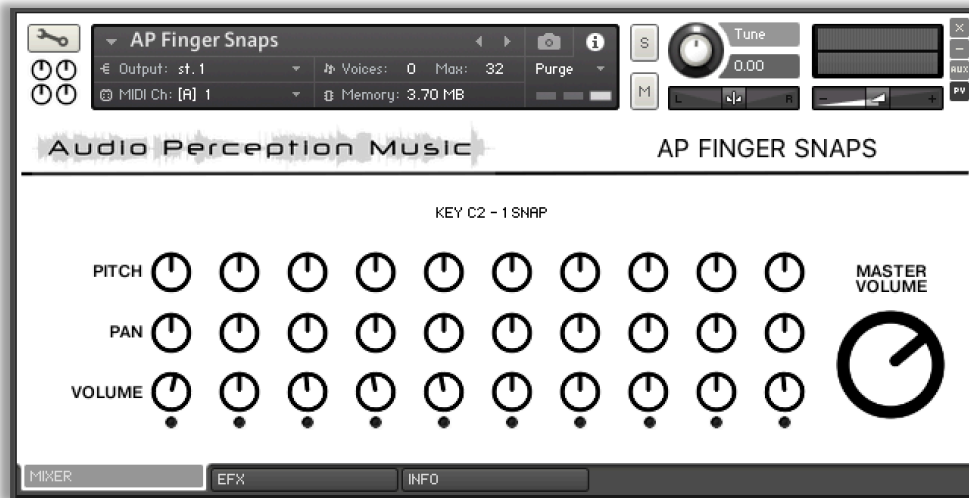 AP Finger Snaps
Output: st. 1
Voices: 0 Max: 32
Purge
MIDI Ch: [A] 1
Memory: 3.70 MB
S
M
Tune
0.00
L
R
-
+
X
-
AUX
PV
Audio Perception Music
AP FINGER SNAPS
KEY C2 - 1 SNAP
PITCH
PAN
VOLUME
MASTER
VOLUME
MIXER
EFX
INFO